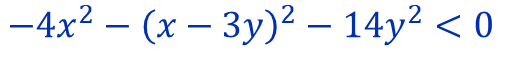 −4x² − (x − 3y)² − 14y² < 0